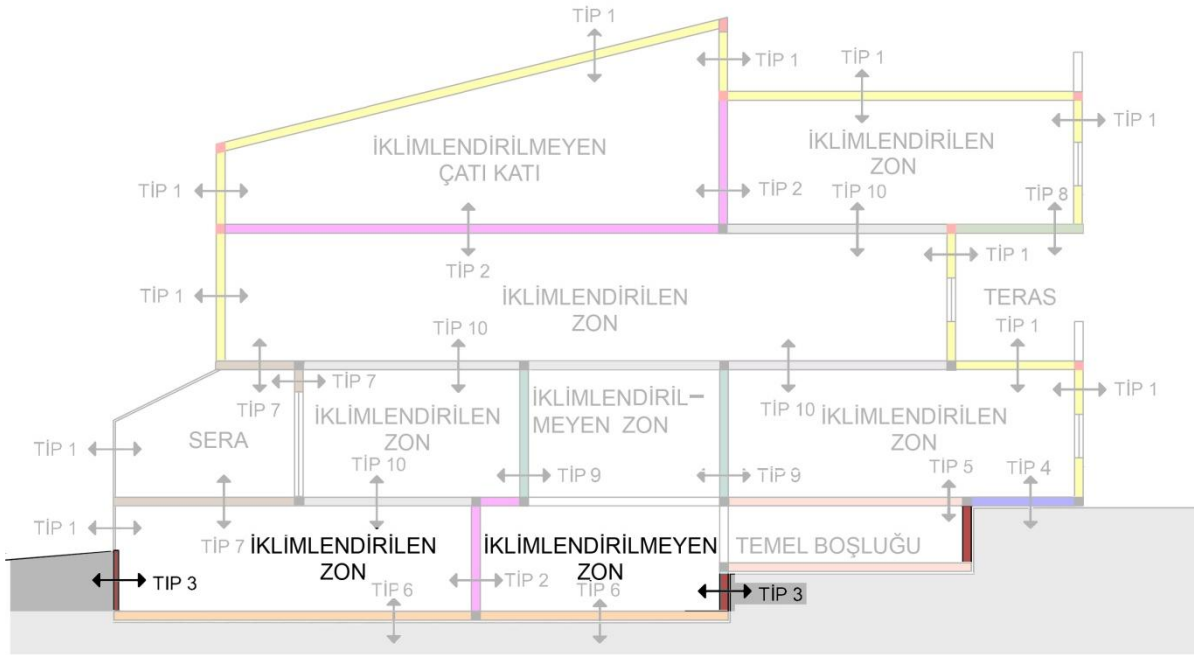 TİP 1
TİP 1
TİP 1
TİP 1
İKLİMLENDİRİLMEYEN
ÇATI KATI
İKLİMLENDİRİLEN
ZON
TİP 1
TİP 2
TİP 10
TİP 8
TİP 2
TİP 1
TİP 1
İKLİMLENDİRİLEN
ZON
TERAS
TİP 10
TİP 1
TİP 7
TİP 7
İKLİMLENDİRİLEN
ZON
İKLİMLENDİRİL-
MEYEN ZON
TİP 10
İKLİMLENDİRİLEN
ZON
TİP 1
SERA
TİP 1
TİP 10
TİP 9
TİP 9
TİP 5
TİP 4
TİP 1
TİP 7
İKLİMLENDİRİLEN
ZON
İKLİMLENDİRİLMEYEN
ZON
TEMEL BOŞLUĞU
TIP 3
TİP 6
TİP 2
TİP 6
TİP 3